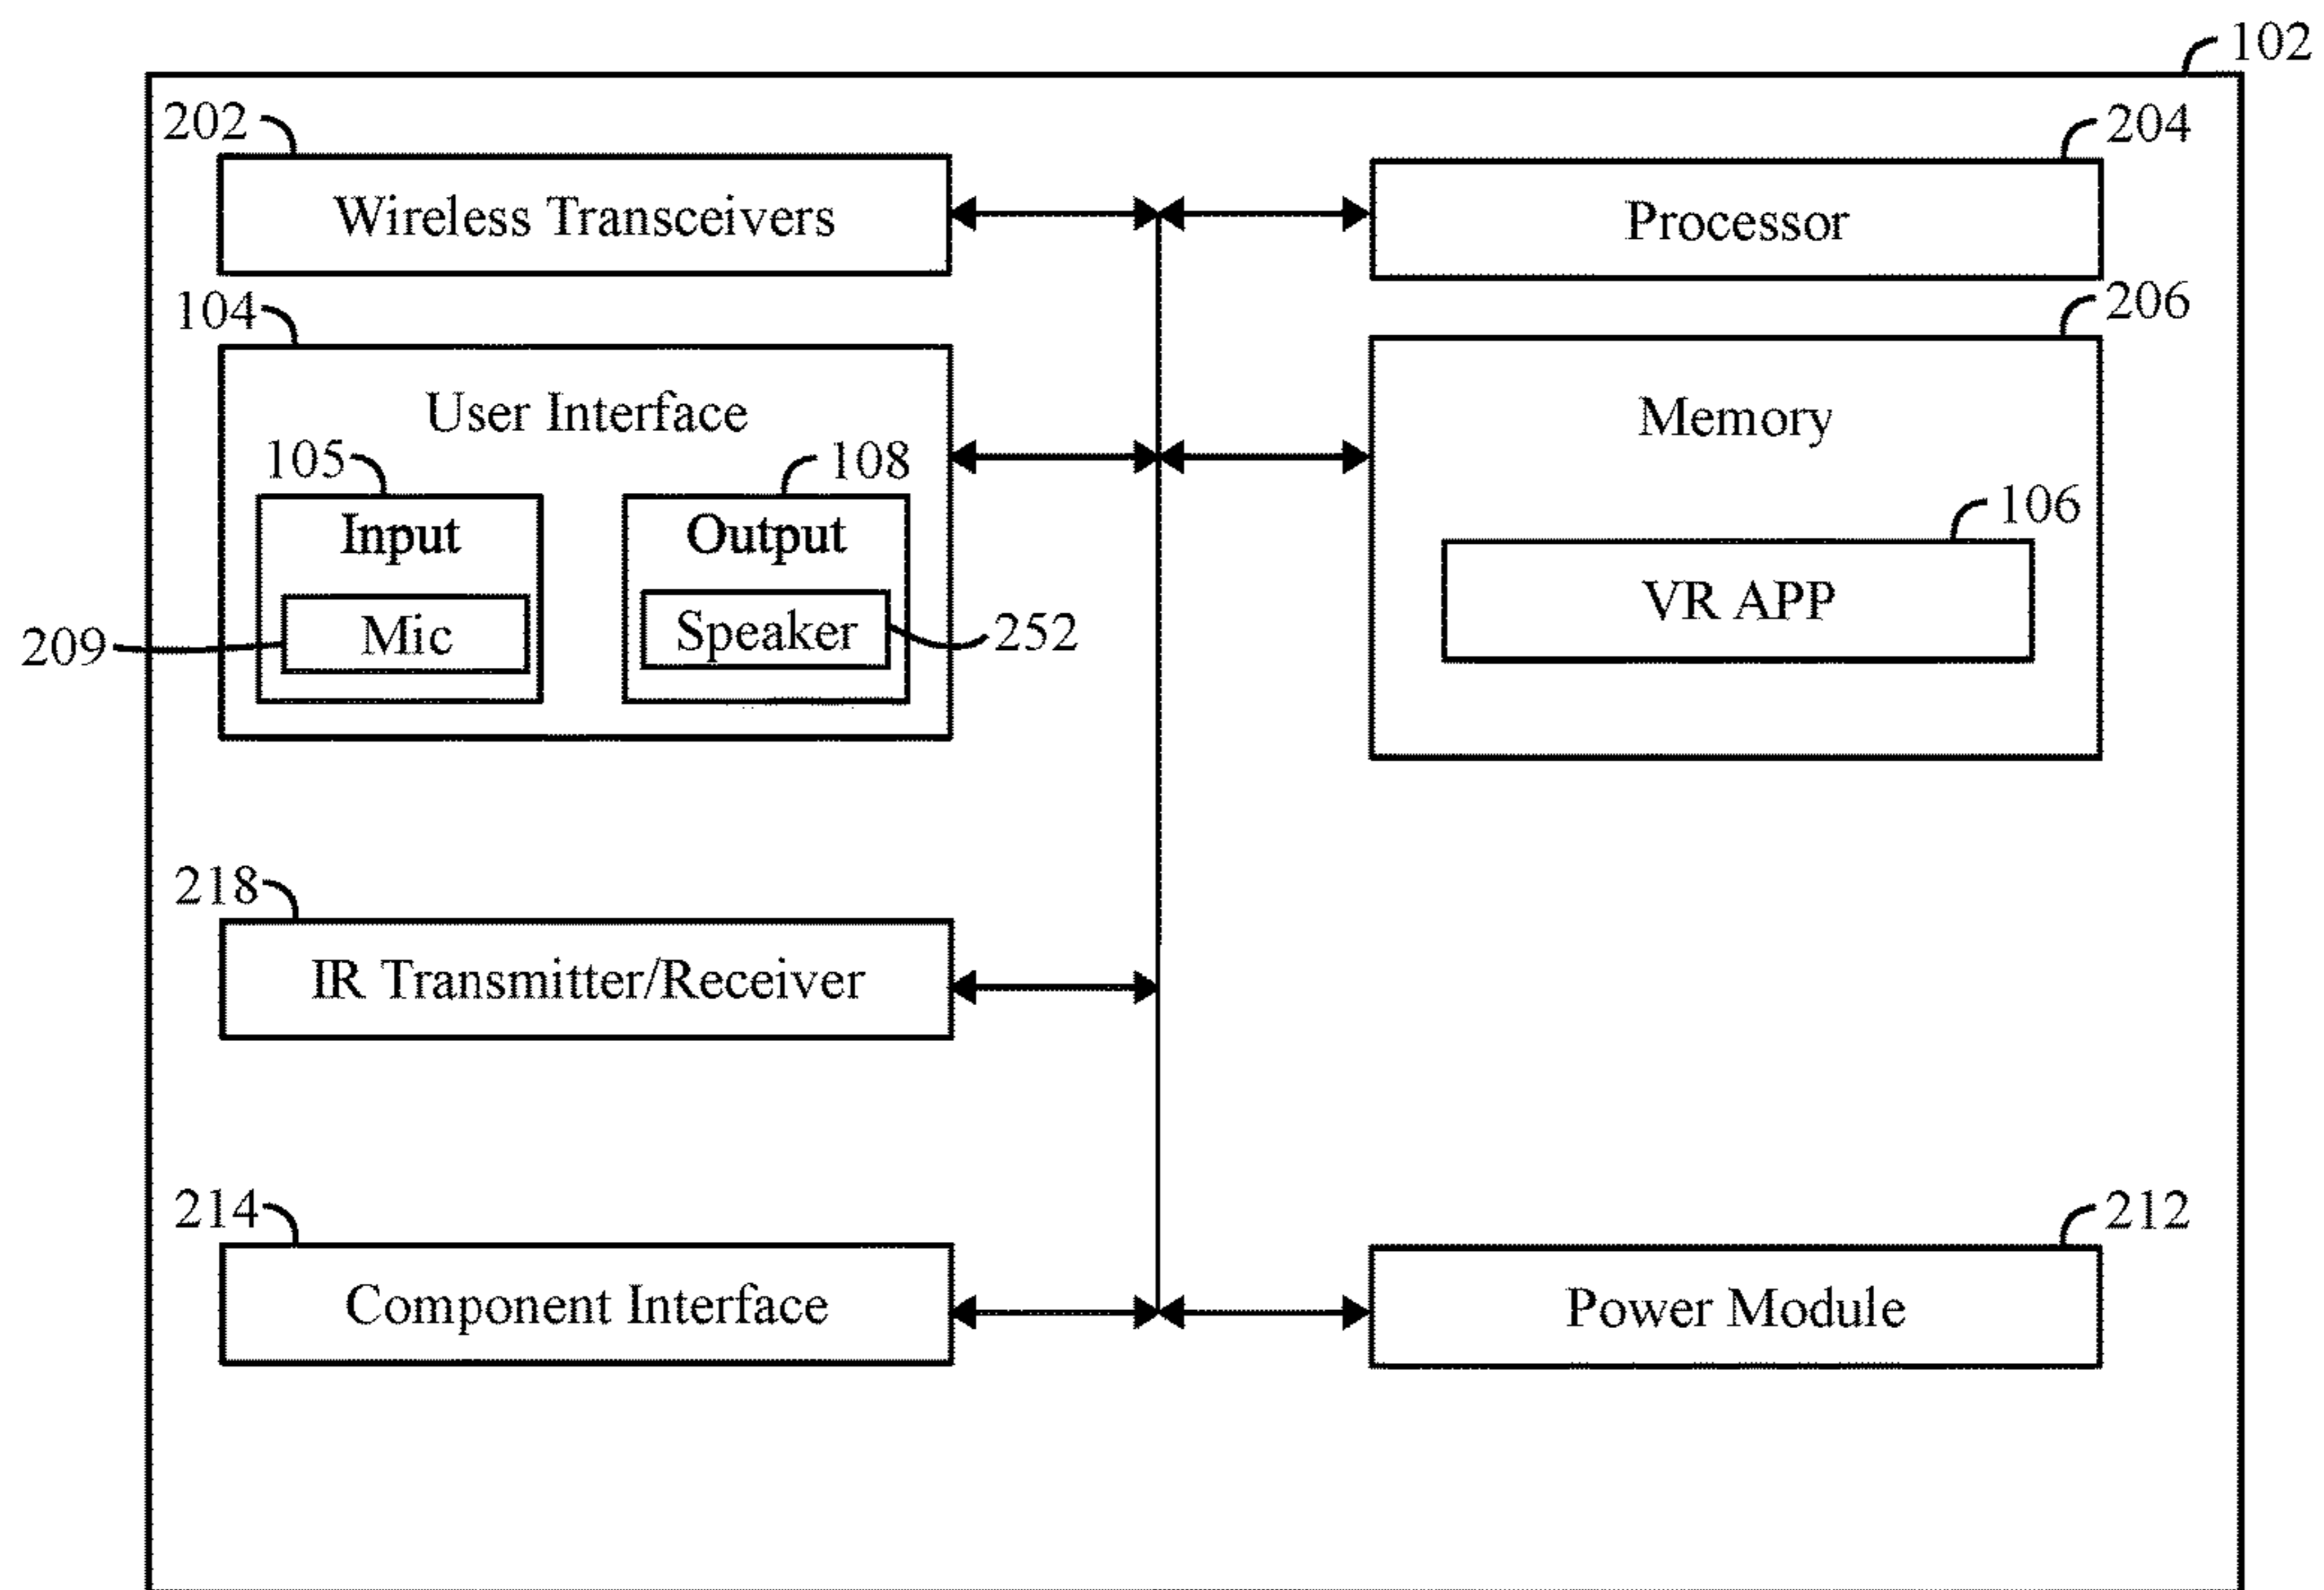 102
202
204
Wireless Transceivers
Processor
104
206
User Interface
Memory
105
108
106
Input
Output
VR APP
209
Mic
Speaker
252
218
IR Transmitter/Receiver
214
212
Component Interface
Power Module